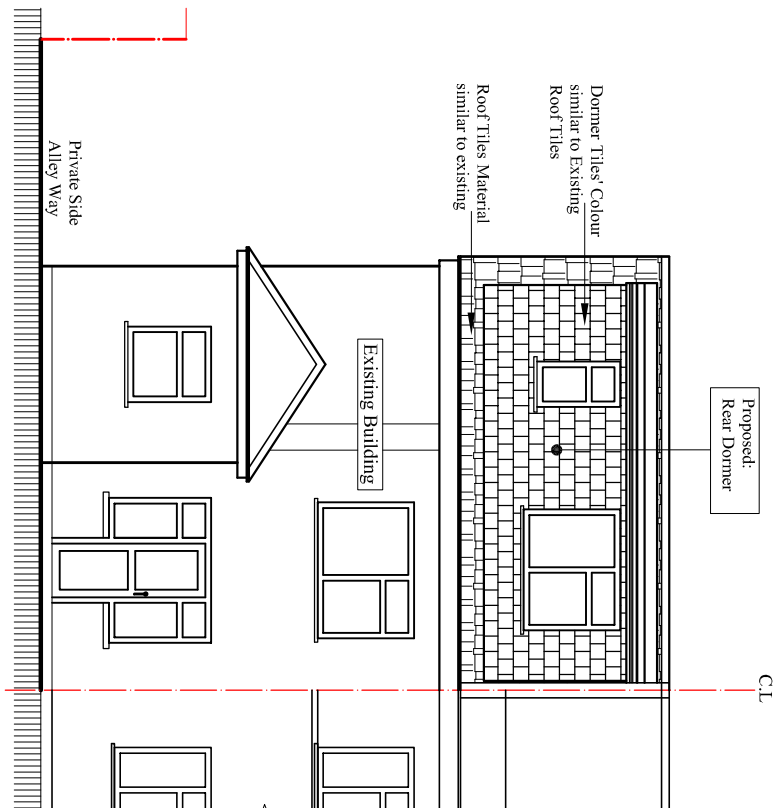 C.L
Proposed:
Rear Dormer
Dormer Tiles' Colour
similar to Existing
Roof Tiles
Roof Tiles Material
similar to existing
Existing Building
Private Side
Alley Way